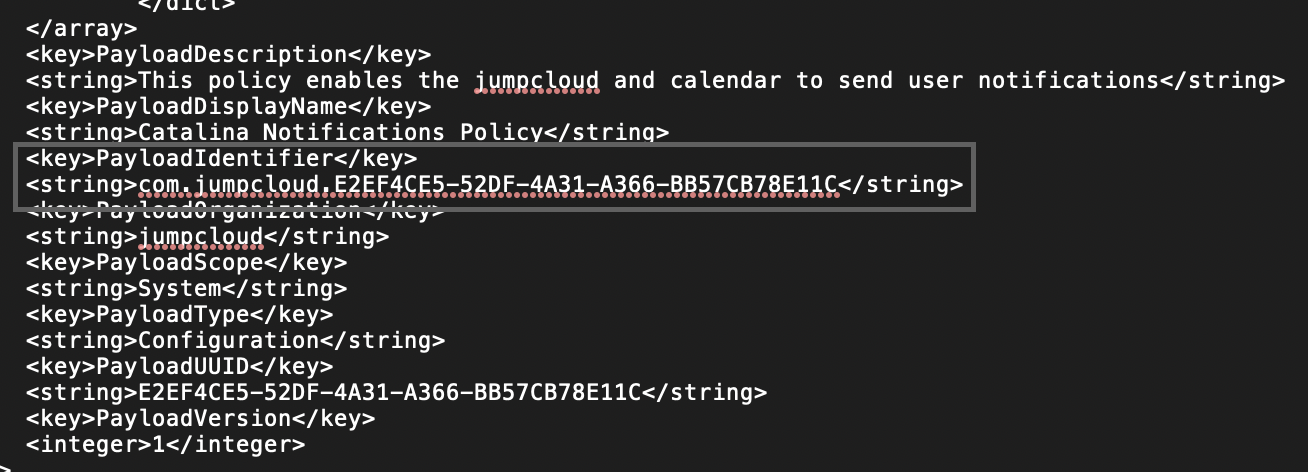 </dict>
</array>
<key>PayloadDescription</key>
<string>This policy enables the jumpcloud and calendar to send user notifications</string>
<key>PayloadDisplayName</key>
<string>Catalina Notifications Policy</string>
<key>PayloadIdentifier</key>
<string>com.jumpcloud.E2EF4CE5-52DF-4A31-A366-BB57CB78E11C</string>
<key>PayloadOrganization</key>
<string>jumpcloud</string>
<key>PayloadScope</key>
<string>System</string>
<key>PayloadType</key>
<string>Configuration</string>
<key>PayloadUUID</key>
<string>E2EF4CE5-52DF-4A31-A366-BB57CB78E11C</string>
<key>PayloadVersion</key>
<integer>1</integer>
>